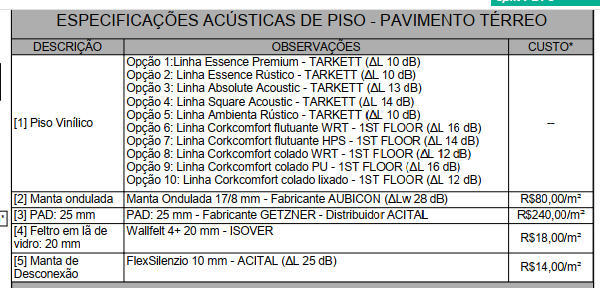 ESPECIFICAÇÕES ACÚSTICAS DE PISO - PAVIMENTO TÉRREO
DESCRIÇÃO OBSERVAÇÕES CUSTO*
[1] Piso Vinílico
Opção 1:Linha Essence Premium - TARKETT (ΔL 10 dB)
Opção 2: Linha Essence Rústico - TARKETT (ΔL 10 dB)
Opção 3: Linha Absolute Acoustic - TARKETT (ΔL 13 dB)
Opção 4: Linha Square Acoustic - TARKETT (ΔL 14 dB)
Opção 5: Linha Ambienta Rústico - TARKETT (ΔL 10 dB)
Opção 6: Linha Corkcomfort flutuante WRT - 1ST FLOOR (ΔL 16 dB)
Opção 7: Linha Corkcomfort flutuante HPS - 1ST FLOOR (ΔL 14 dB)
Opção 8: Linha Corkcomfort colado WRT - 1ST FLOOR (ΔL 12 dB)
Opção 9: Linha Corkcomfort colado PU - 1ST FLOOR (ΔL 16 dB)
Opção 10: Linha Corkcomfort colado lixado - 1ST FLOOR (ΔL 12 dB)
--
[2] Manta ondulada Manta Ondulada 17/8 mm - Fabricante AUBICON (ΔLw 28 dB) R$80,00/m²
[3] PAD: 25 mm PAD: 25 mm - Fabricante GETZNER - Distribuidor ACITAL R$240,00/m²
[4] Feltro em lã de
vidro: 20 mm
Wallfelt 4+ 20 mm - ISOVER
R$18,00/m²
[5] Manta de
Desconexão
FlexSilenzio 10 mm - ACITAL (ΔL 25 dB)
R$14,00/m²